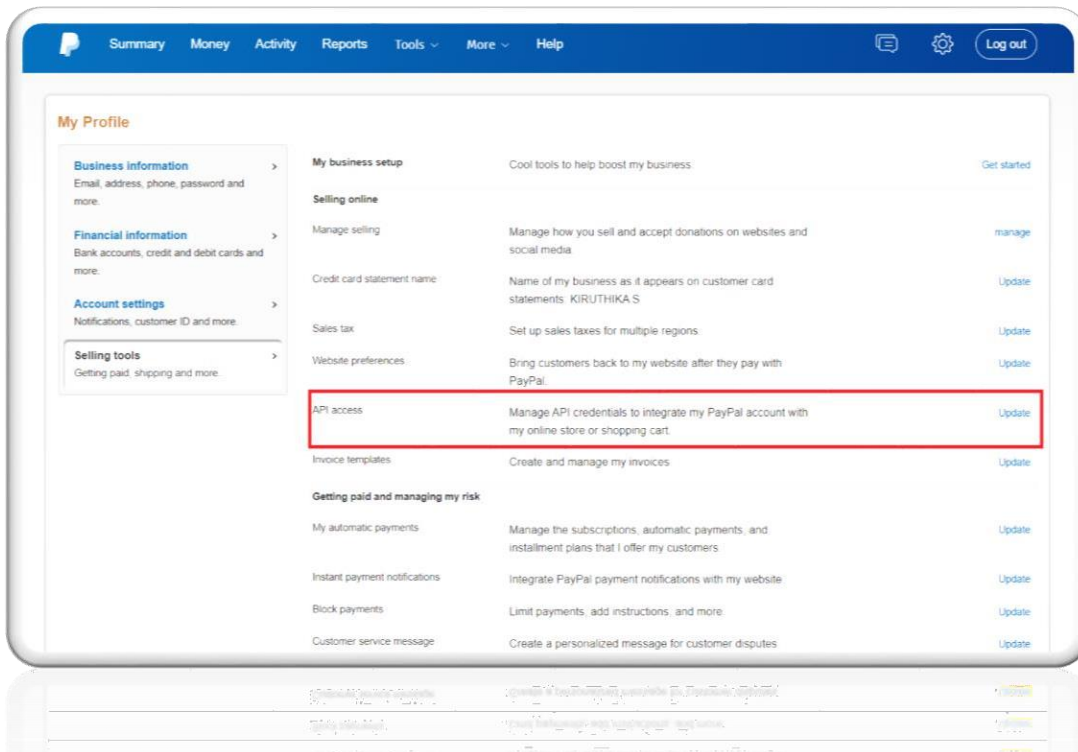 Summary Money Activity Reports Tools More Help Log out
My Profile
Business information
Email, address, phone, password and
more.
Financial information
Bank accounts, credit and debit cards and
more.
Account settings
Notifications, customer ID and more.
Selling tools
Getting paid, shipping and more.
My business setup Cool tools to help boost my business. Get started
Selling online
Manage selling Manage how you sell and accept donations on websites and manage
social media.
Credit card statement name Name of my business as it appears on customer card Update
statements. KIRUTHIKA S
Sales tax Set up sales taxes for multiple regions. Update
Website preferences Bring customers back to my website after they pay with Update
PayPal.
API access Manage API credentials to integrate my PayPal account with Update
my online store or shopping cart.
Invoice templates Create and manage my invoices. Update
Getting paid and managing my risk
My automatic payments Manage the subscriptions, automatic payments, and Update
installment plans that I offer my customers.
Instant payment notifications Integrate PayPal payment notifications with my website. Update
Block payments Limit payments, add instructions, and more. Update
Customer service message Create a personalized message for customer disputes. Update